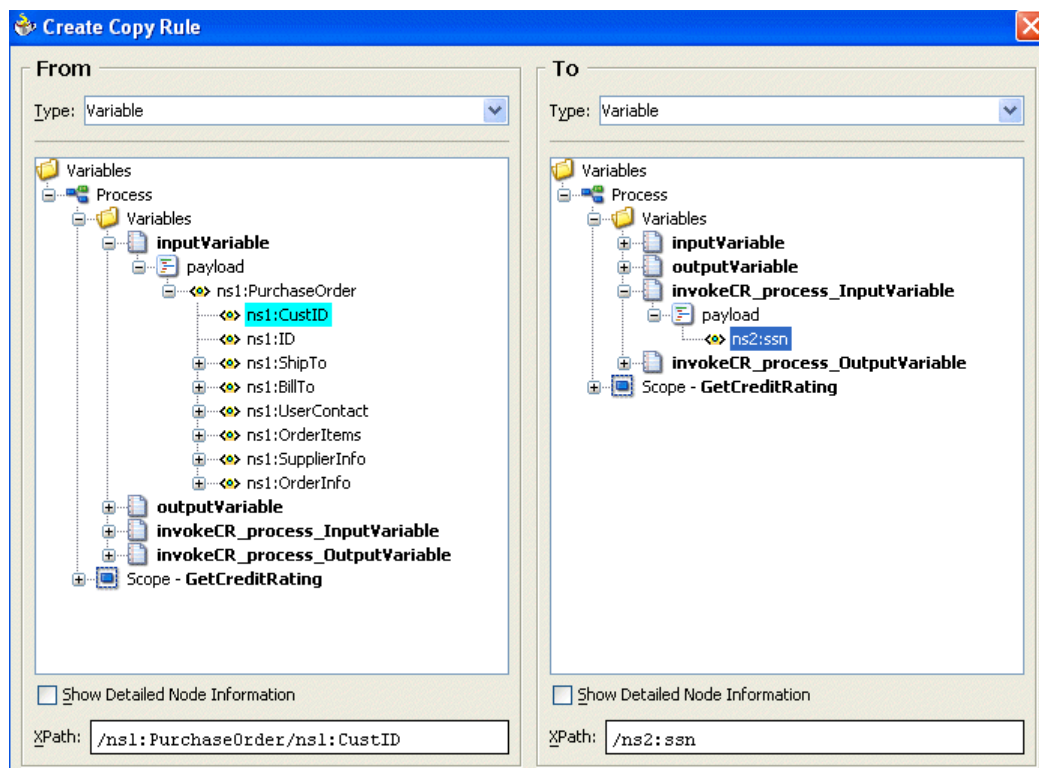 Create Copy Rule
From
Type: Variable
Variables
Process
Variables
inputVariable
payload
ns1:PurchaseOrder
ns1:CustID
ns1:ID
ns1:ShipTo
ns1:BillTo
ns1:UserContact
ns1:OrderItems
ns1:SupplierInfo
ns1:OrderInfo
outputVariable
invokeCR_process_InputVariable
invokeCR_process_OutputVariable
Scope - GetCreditRating
Show Detailed Node Information
XPath: /ns1:PurchaseOrder/ns1:CustID
To
Type: Variable
Variables
Process
Variables
inputVariable
outputVariable
invokeCR_process_InputVariable
payload
ns2:ssn
invokeCR_process_OutputVariable
Scope - GetCreditRating
Show Detailed Node Information
XPath: /ns2:ssn